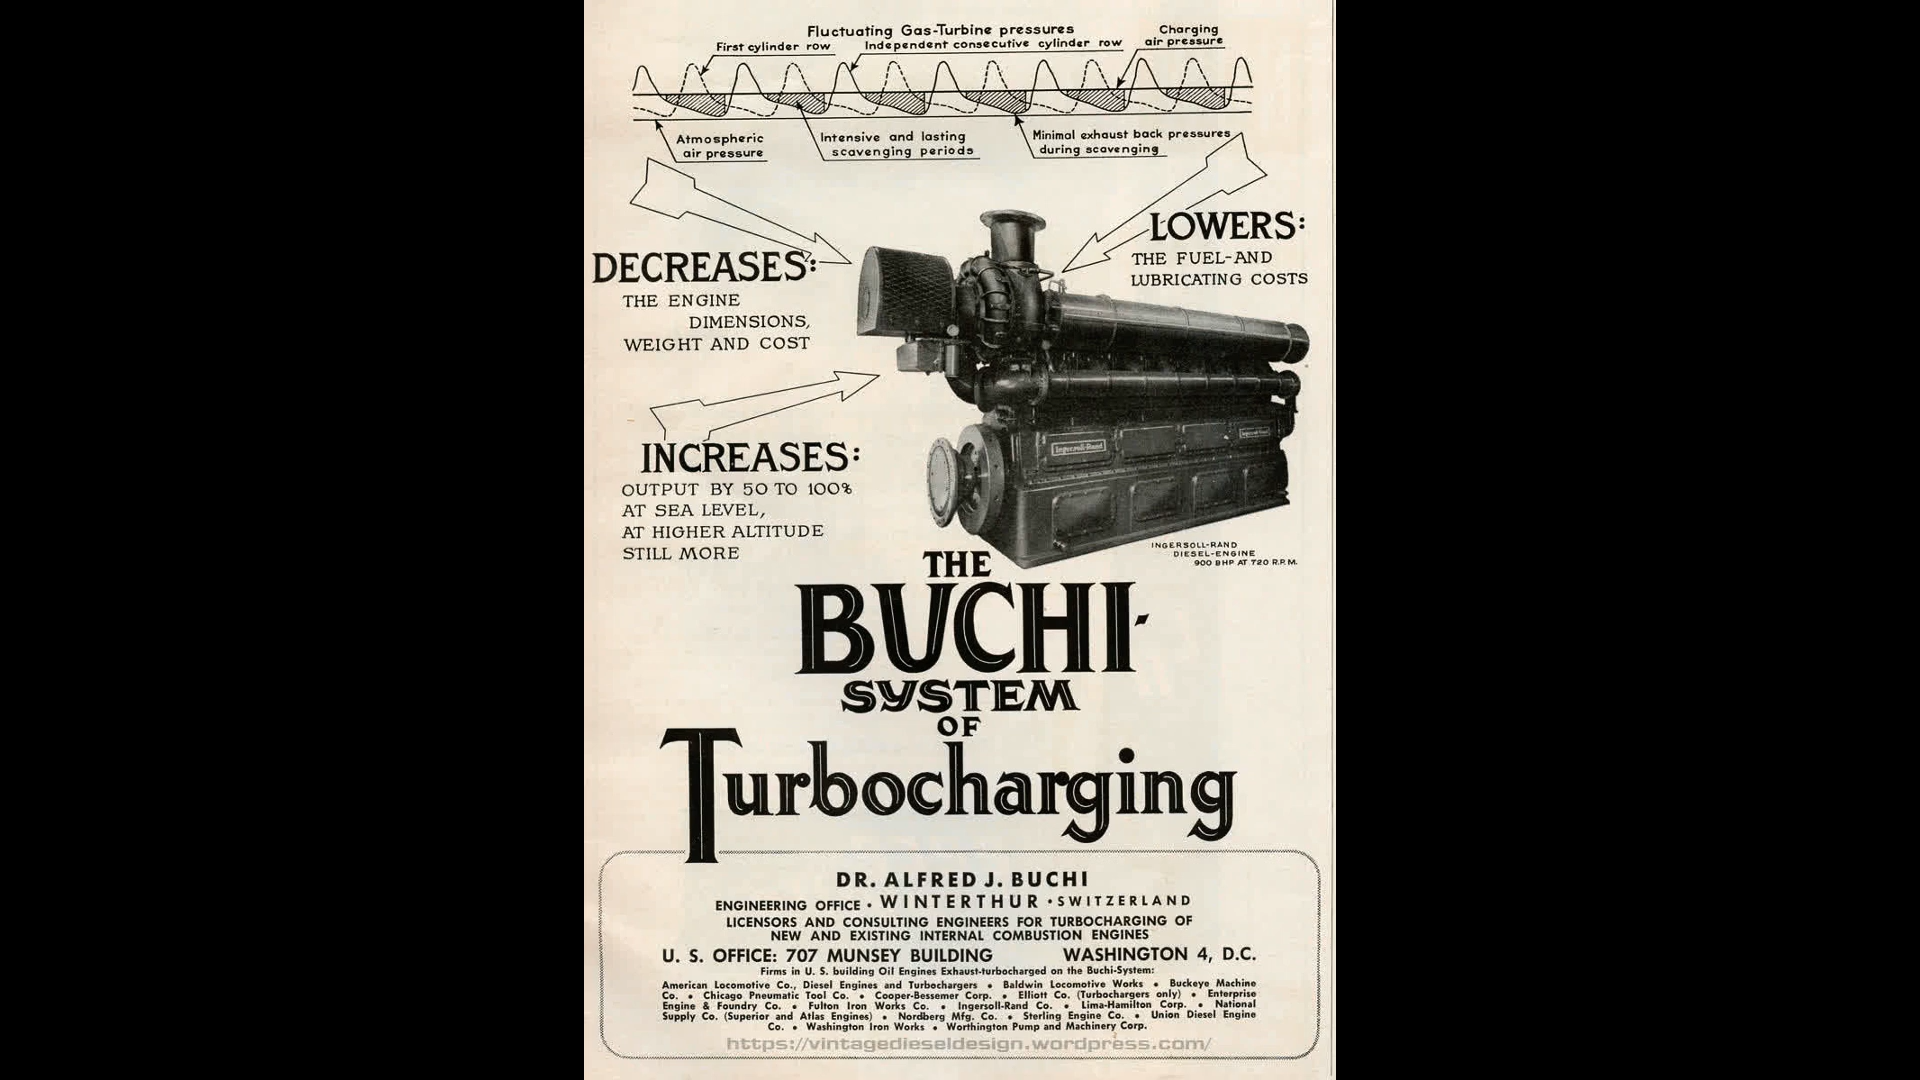 Fluctuating Gas-Turbine pressures
First cylinder row
Independent consecutive cylinder row
Charging
air pressure
Atmospheric
air pressure
Intensive and lasting
scavenging periods
Minimal exhaust back pressures
during scavenging
DECREASES:
THE ENGINE
DIMENSIONS,
WEIGHT AND COST
LOWERS:
THE FUEL-AND
LUBRICATING COSTS
INCREASES:
OUTPUT BY 50 TO 100%
AT SEA LEVEL,
AT HIGHER ALTITUDE
STILL MORE
Ingersoll-Rand
Ingersoll-Rand
INGERSOLL-RAND
DIESEL-ENGINE
900 BHP AT 720 R.P.M.
THE
BUCHI-
SYSTEM
OF
Turbocharging
DR. ALFRED J. BUCHI
ENGINEERING OFFICE • WINTERTHUR • SWITZERLAND
LICENSORS AND CONSULTING ENGINEERS FOR TURBOCHARGING OF
NEW AND EXISTING INTERNAL COMBUSTION ENGINES
U. S. OFFICE: 707 MUNSEY BUILDING WASHINGTON 4, D.C.
Firms in U. S. building Oil Engines Exhaust-turbocharged on the Buchi-System:
American Locomotive Co., Diesel Engines and Turbochargers • Baldwin Locomotive Works • Buckeye Machine
Co. • Chicago Pneumatic Tool Co. • Cooper-Bessemer Corp. • Elliott Co. (Turbochargers only) • Enterprise
Engine & Foundry Co. • Fulton Iron Works Co. • Ingersoll-Rand Co. • Lima-Hamilton Corp. • National
Supply Co. (Superior and Atlas Engines) • Nordberg Mfg. Co. • Sterling Engine Co. • Union Diesel Engine
Co. • Washington Iron Works • Worthington Pump and Machinery Corp.
https://vintagedieseldesign.wordpress.com/